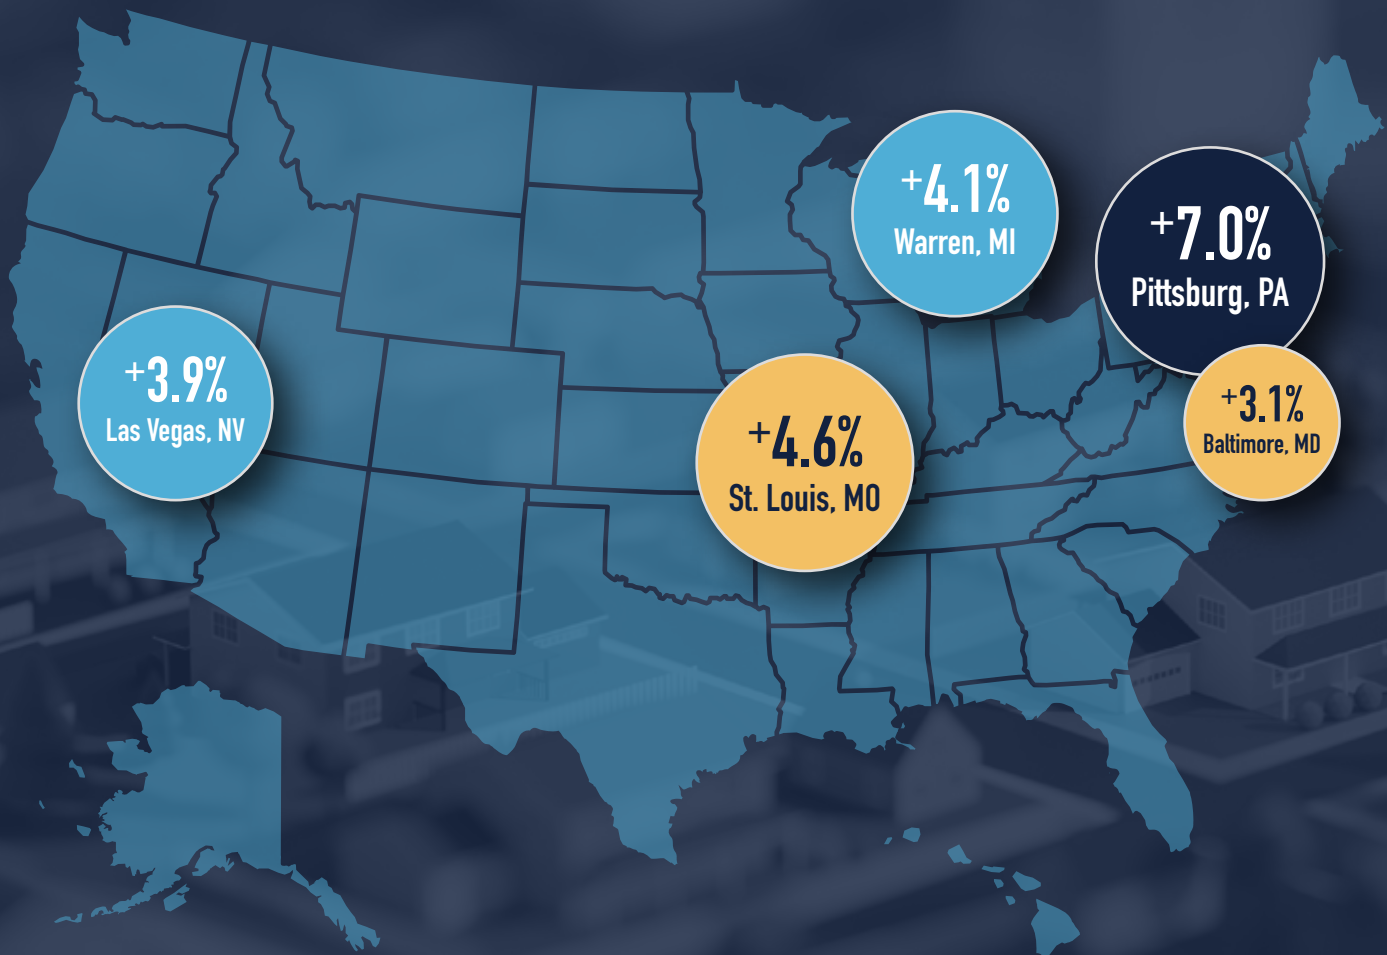 +4.1%
Warren, MI
+7.0%
Pittsburg, PA
+3.9%
Las Vegas, NV
+3.1%
Baltimore, MD
+4.6%
St. Louis, MO